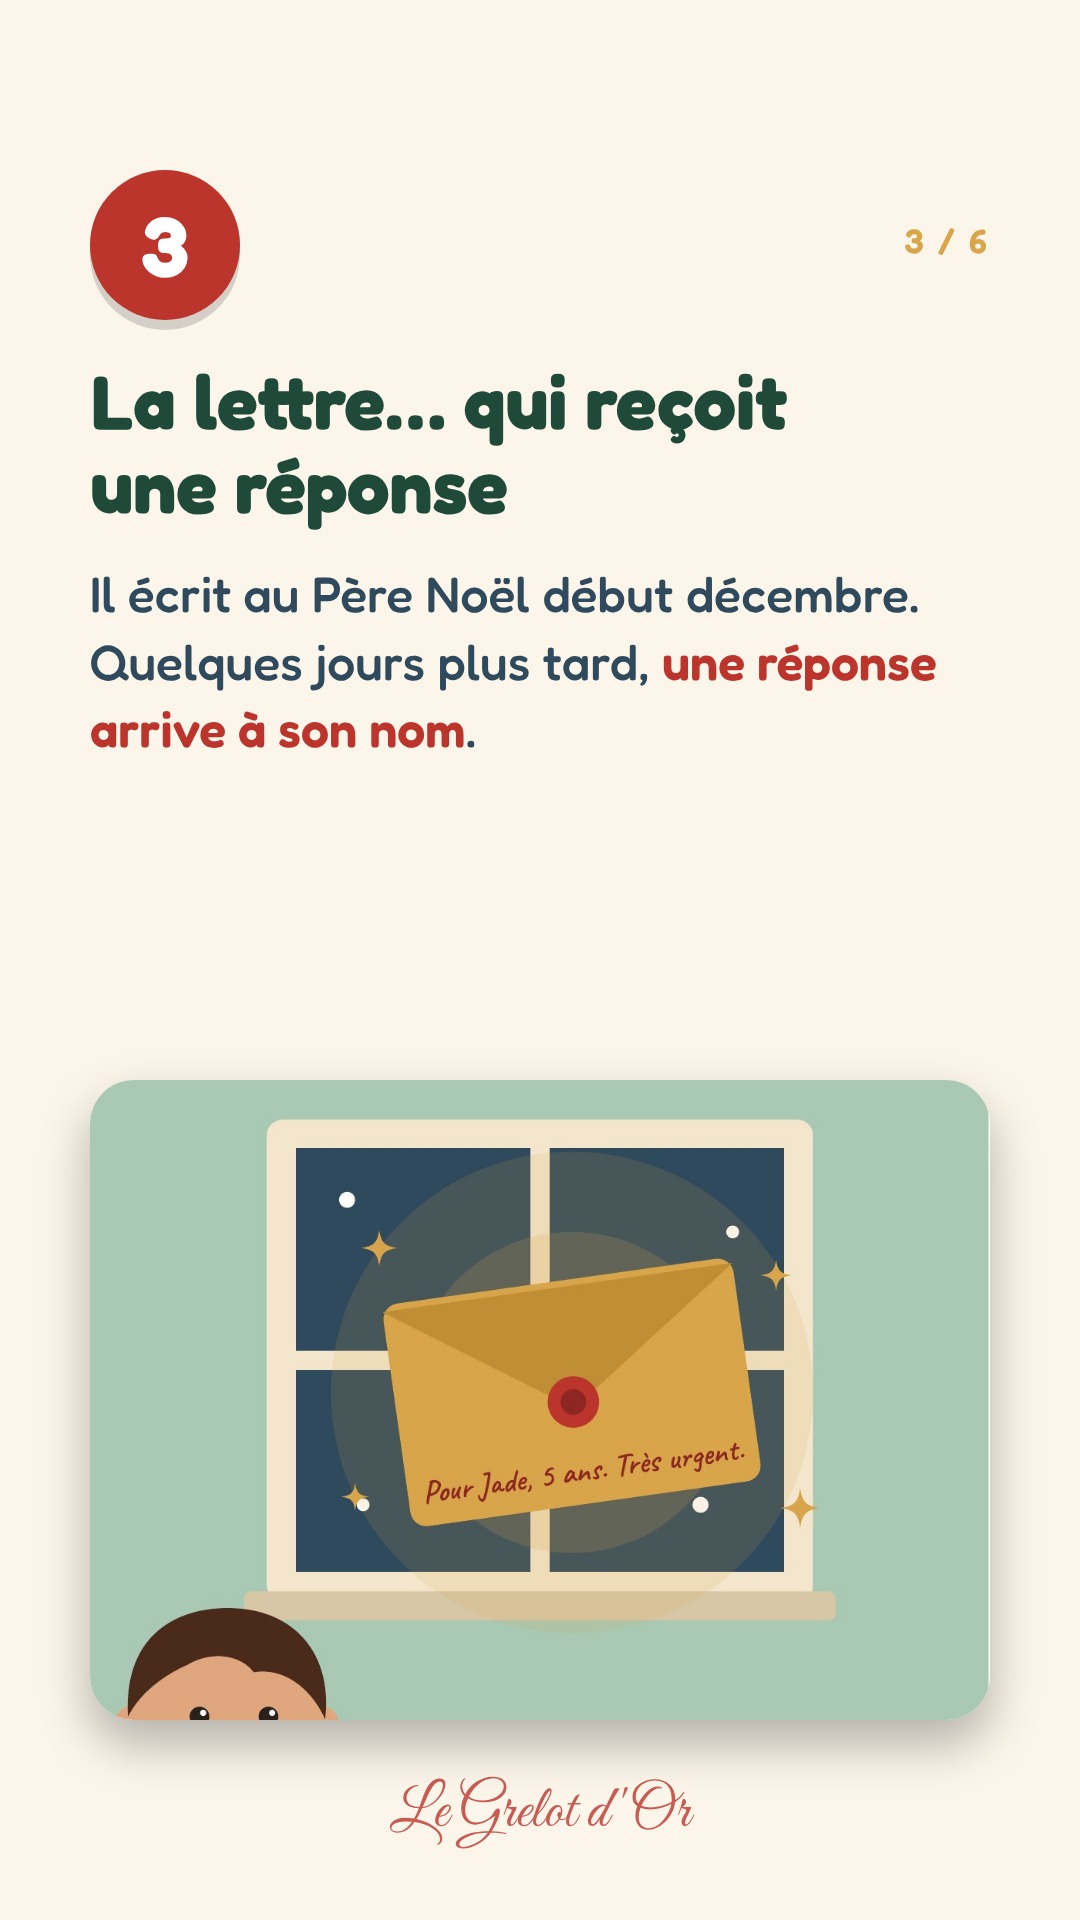 3
3 / 6
La lettre... qui reçoit
une réponse
Il écrit au Père Noël début décembre.
Quelques jours plus tard, une réponse
arrive à son nom.
Pour Jade, 5 ans. Très urgent.
Le Grelot d'Or